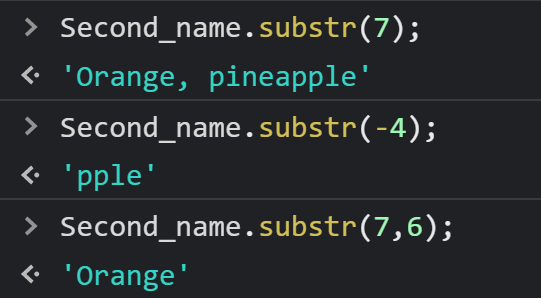 > Second_name.substr(7);
<· 'Orange, pineapple'
> Second_name.substr(-4);
<· 'pple'
> Second_name.substr(7,6);
<· 'Orange'